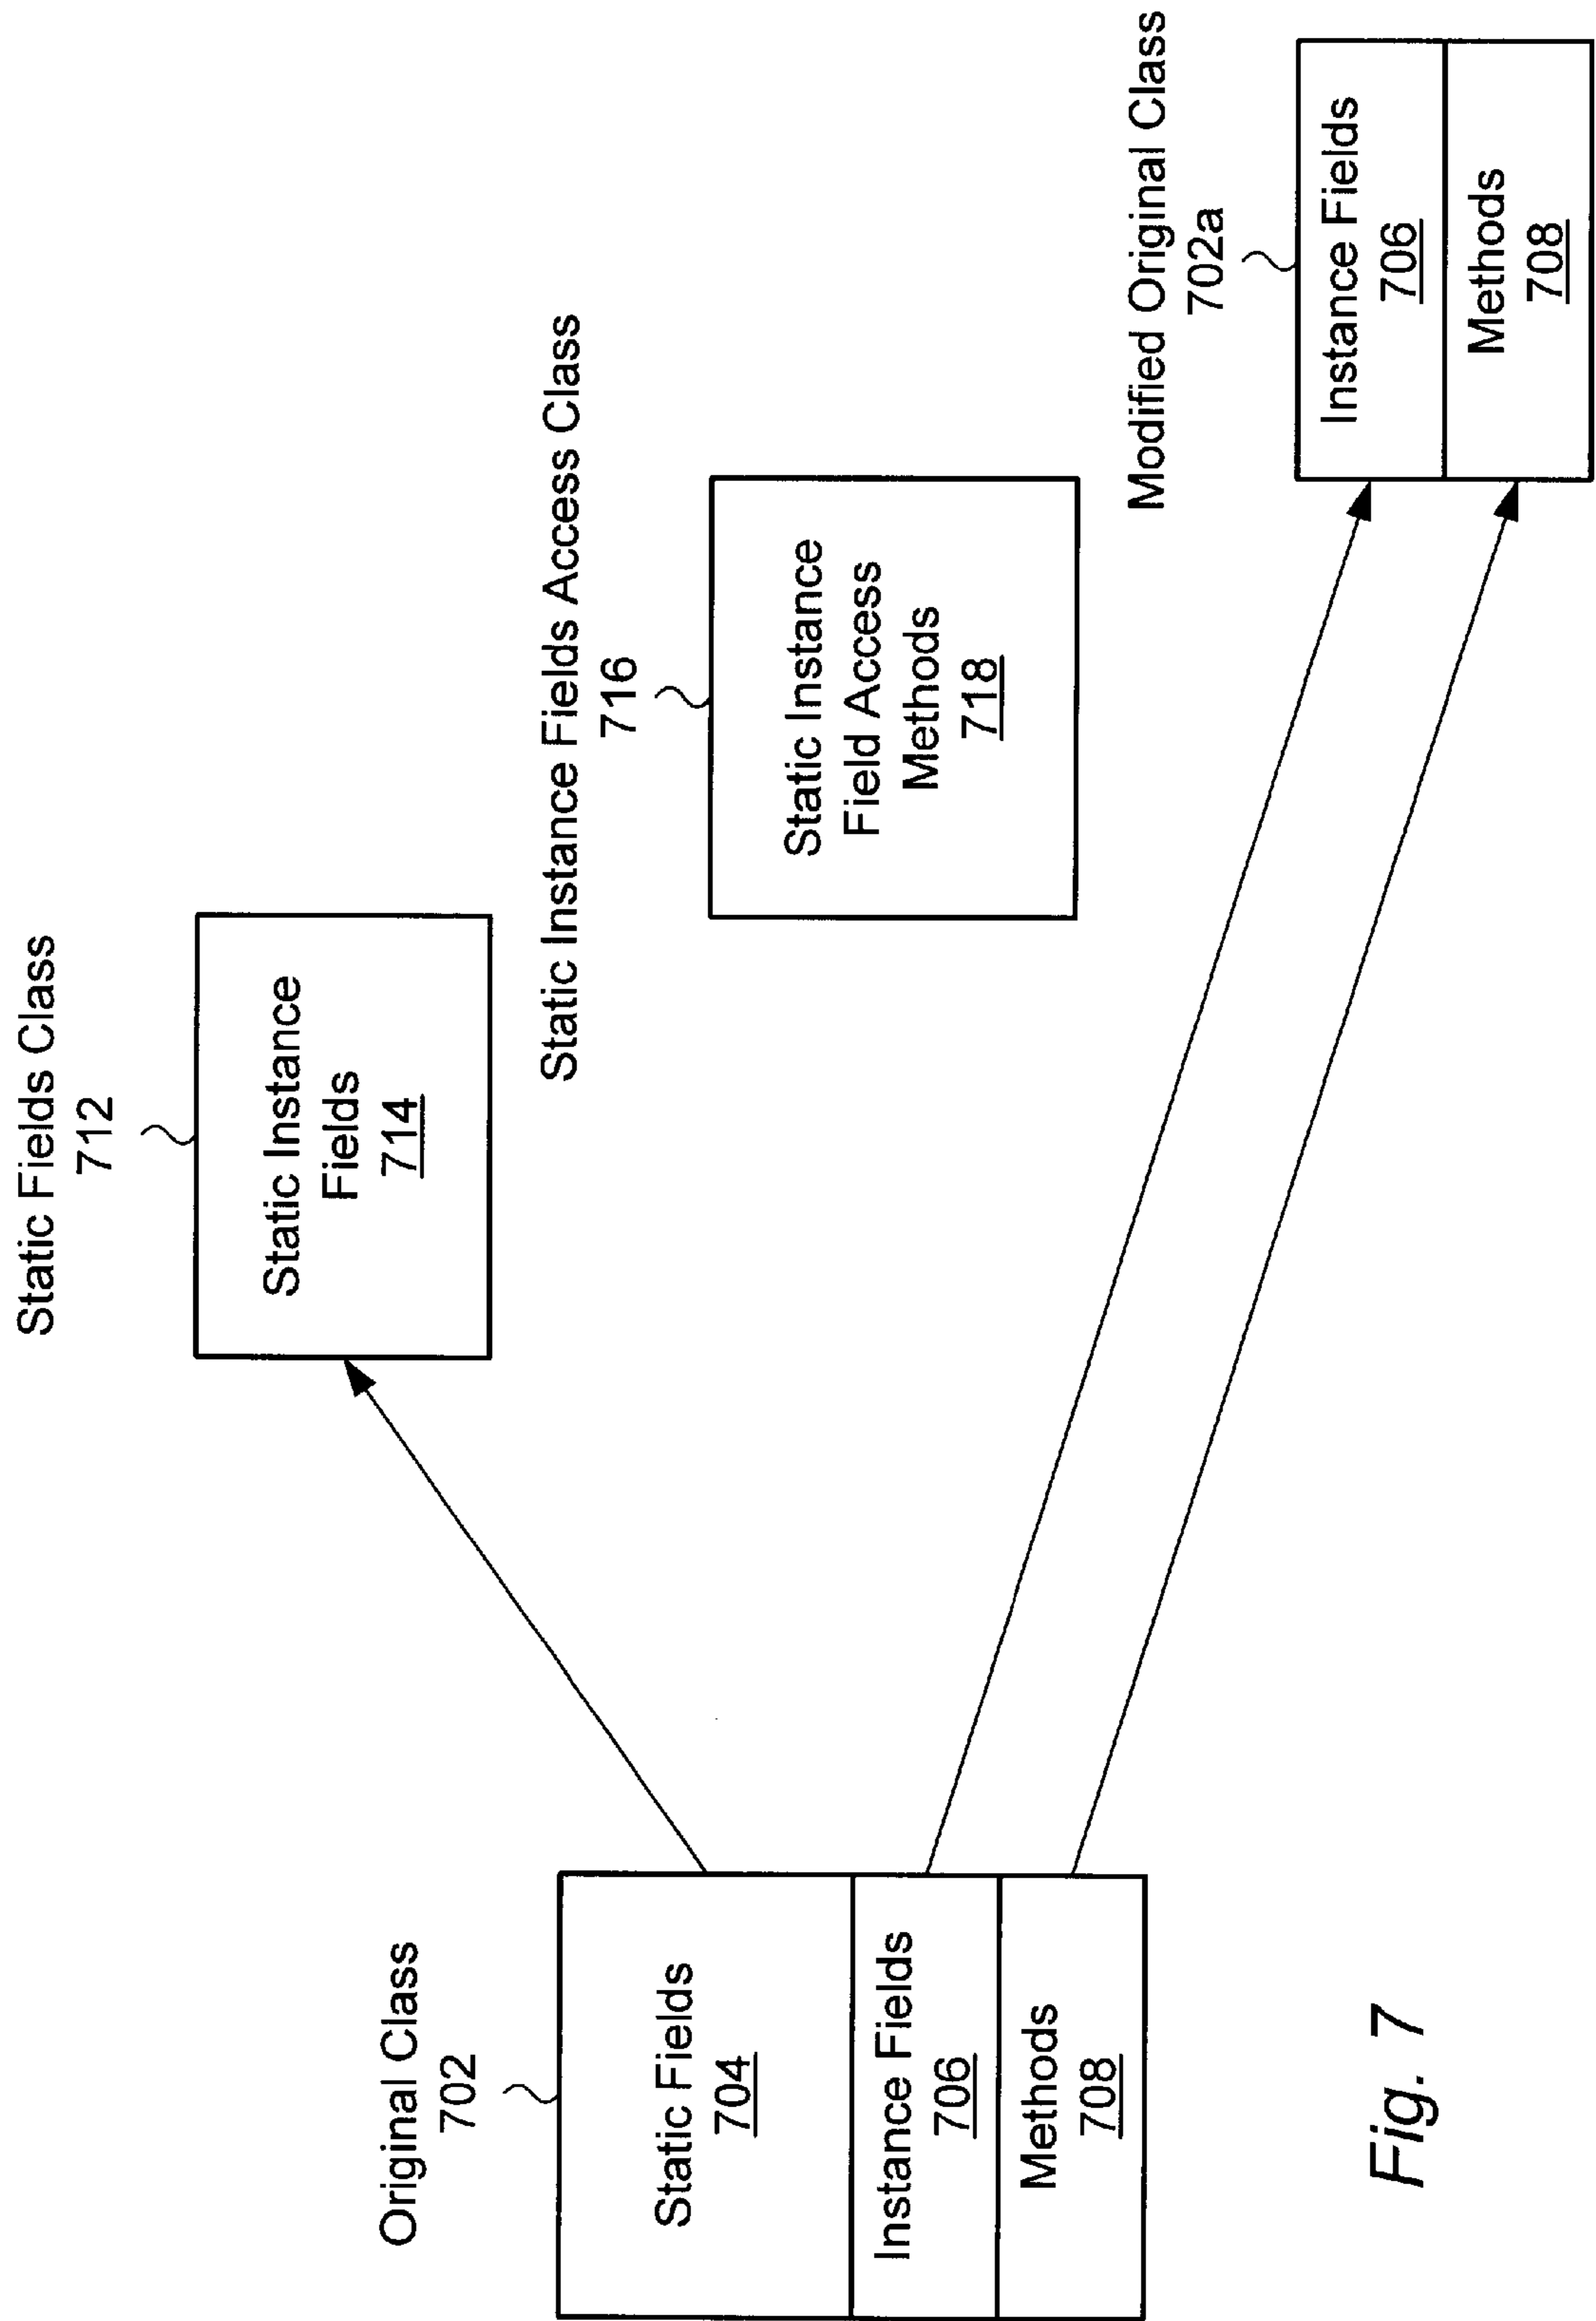 Original Class
702
Static Fields
704
Instance Fields
706
Methods
708
Static Fields Class
712
Static Instance
Fields
714
Static Instance Fields Access Class
716
Static Instance
Field Access
Methods
718
Modified Original Class
702a
Instance Fields
706
Methods
708
Fig. 7